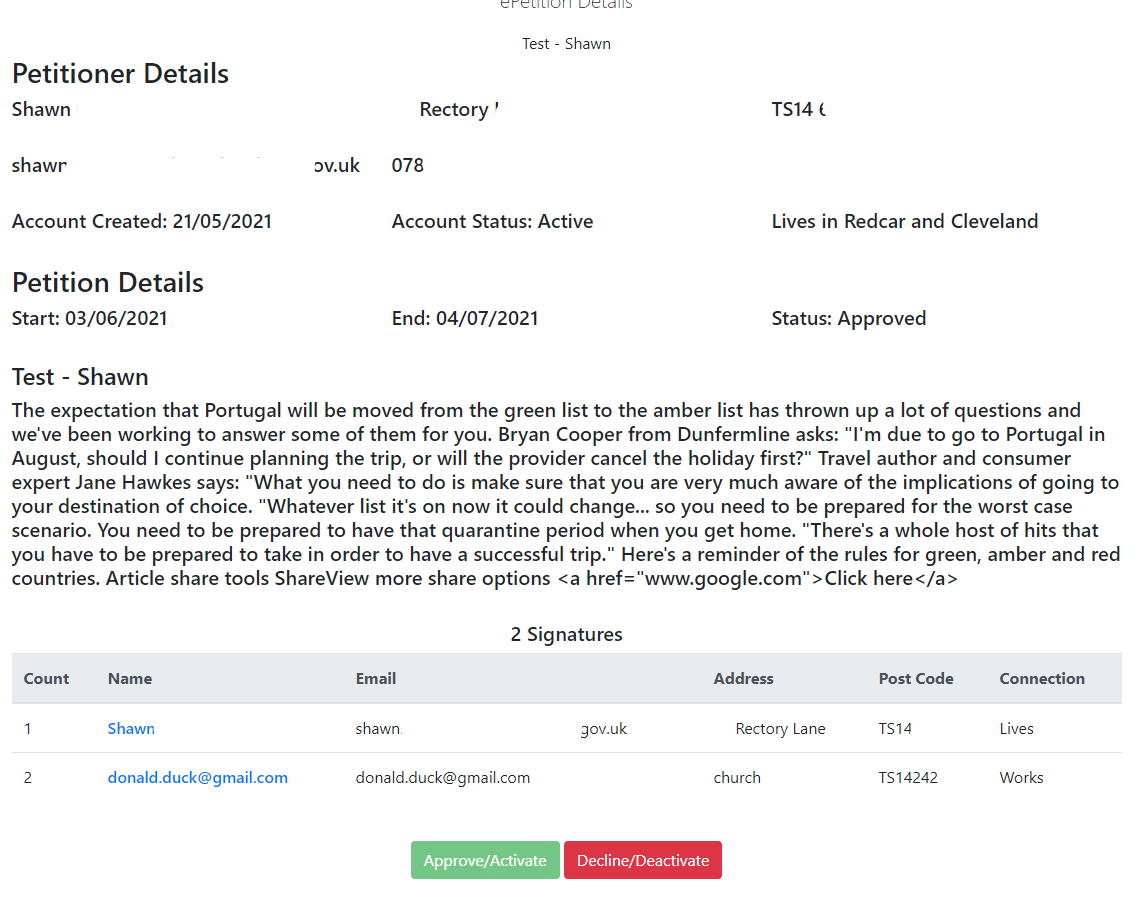 ePetition Details
Test - Shawn
Petitioner Details
Shawn Rectory TS14
shawn ov.uk 078
Account Created: 21/05/2021 Account Status: Active Lives in Redcar and Cleveland
Petition Details
Start: 03/06/2021 End: 04/07/2021 Status: Approved
Test - Shawn
The expectation that Portugal will be moved from the green list to the amber list has thrown up a lot of questions and
we've been working to answer some of them for you. Bryan Cooper from Dunfermline asks: "I'm due to go to Portugal in
August, should I continue planning the trip, or will the provider cancel the holiday first?" Travel author and consumer
expert Jane Hawkes says: "What you need to do is make sure that you are very much aware of the implications of going to
your destination of choice. "Whatever list it's on now it could change... so you need to be prepared for the worst case
scenario. You need to be prepared to have that quarantine period when you get home. "There's a whole host of hits that
you have to be prepared to take in order to have a successful trip." Here's a reminder of the rules for green, amber and red
countries. Article share tools ShareView more share options <a href="www.google.com">Click here</a>
2 Signatures
Count Name Email Address Post Code Connection
1 Shawn shawn gov.uk Rectory Lane TS14 Lives
2 donald.duck@gmail.com donald.duck@gmail.com church TS14242 Works
Approve/Activate Decline/Deactivate